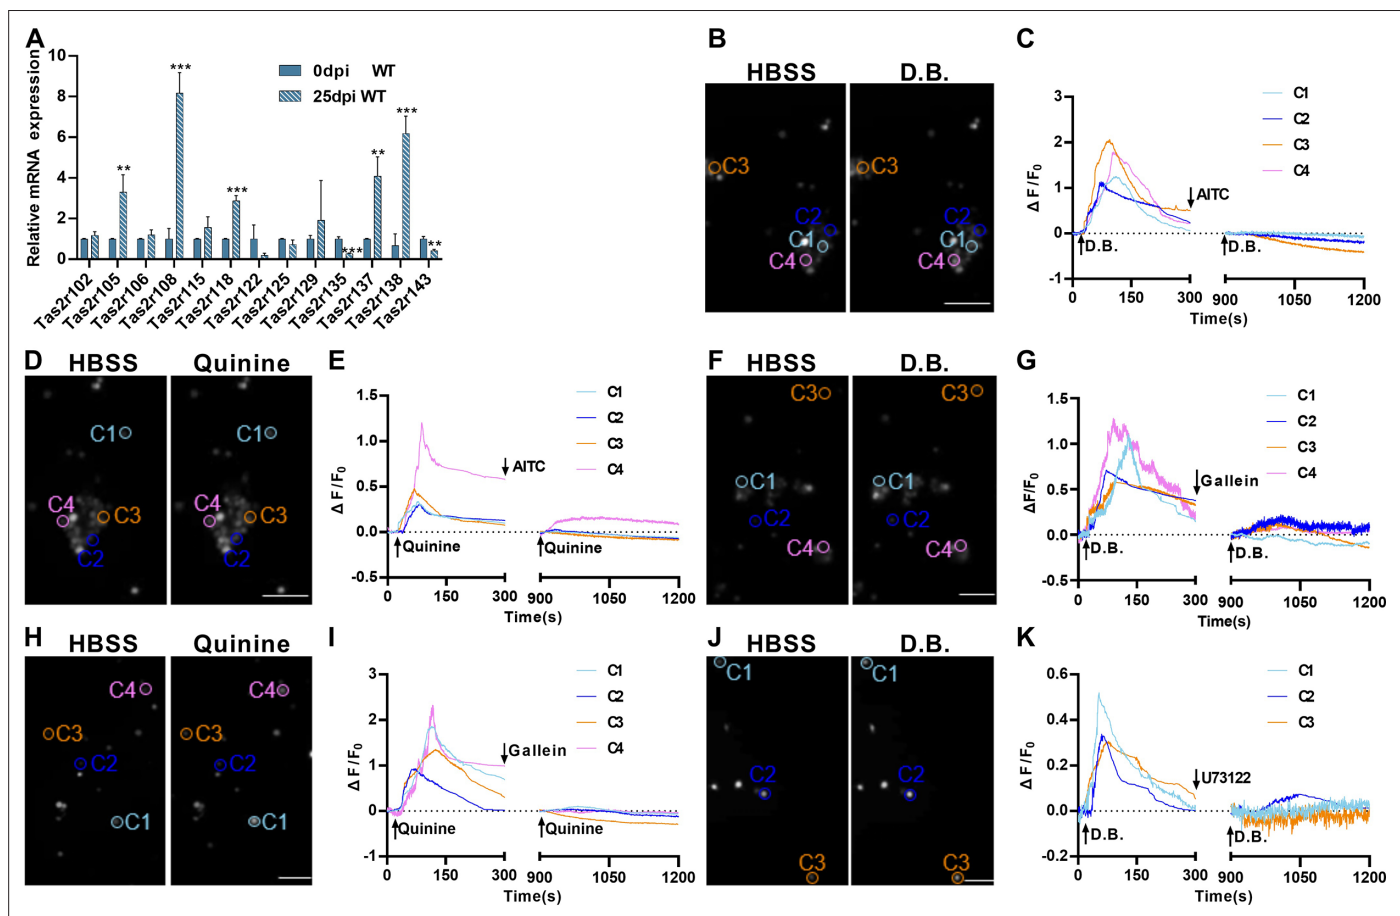 A
Relative mRNA expression
10
8
6
4
2
0
0dpi WT
25dpi WT
**
***
***
***
**
***
**
Tas2r102
Tas2r105
Tas2r106
Tas2r108
Tas2r115
Tas2r118
Tas2r122
Tas2r125
Tas2r129
Tas2r135
Tas2r137
Tas2r138
Tas2r143
B
HBSS D.B.
C3 C3
C2 C2
C1 C1
C4 C4
C
Δ F/F0
3
2
1
0
-1
C1
C2
C3
C4
AITC
D.B. D.B.
0 150 300 900 1050 1200
Time(s)
D
HBSS Quinine
C1 C1
C4 C4
C3 C3
C2 C2
E
Δ F/F0
1.5
1.0
0.5
0.0
-0.5
C1
C2
C3
C4
AITC
Quinine Quinine
0 150 300 900 1050 1200
Time(s)
F
HBSS D.B.
C3 C3
C1 C1
C2 C2
C4 C4
G
ΔF/F0
1.5
1.0
0.5
0.0
-0.5
C1
C2
C3
C4
Gallein
D.B. D.B.
0 150 300 900 1050 1200
Time(s)
H
HBSS Quinine
C4 C4
C3 C3
C2 C2
C1 C1
I
Δ F/F0
3
2
1
0
-1
C1
C2
C3
C4
Gallein
Quinine Quinine
0 150 300 900 1050 1200
Time(s)
J
HBSS D.B.
C1 C1
C2 C2
C3 C3
K
Δ F/F0
0.6
0.4
0.2
0.0
-0.2
C1
C2
C3
U73122
D.B. D.B.
0 150 300 900 1050 1200
Time(s)